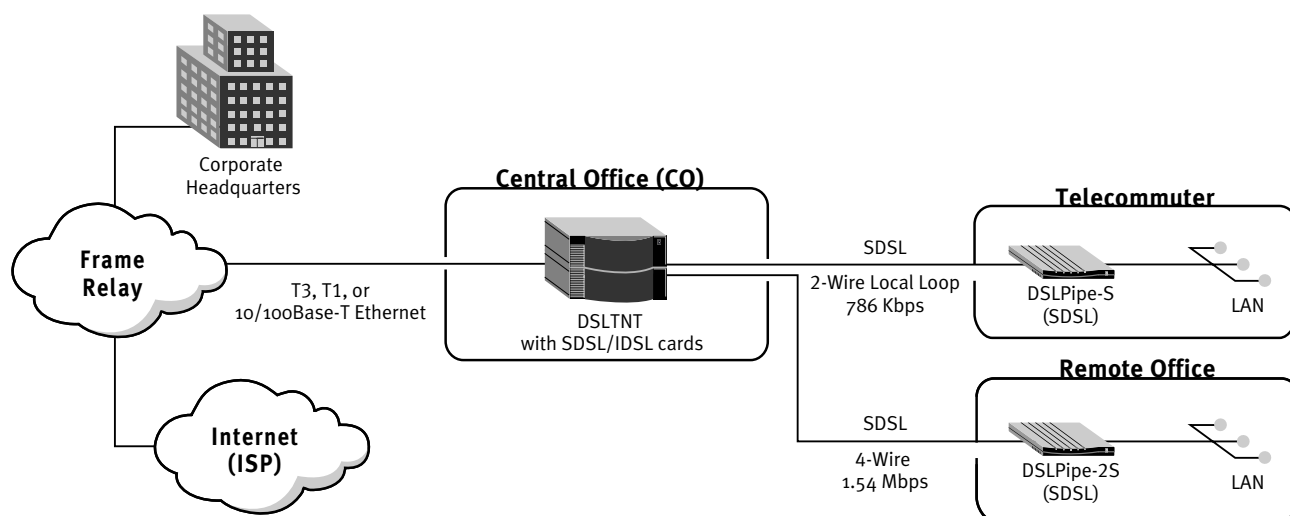 Corporate
Headquarters
Frame
Relay
T3, T1, or
10/100Base-T Ethernet
Internet
(ISP)
Central Office (CO)
DSLTNT
with SDSL/IDSL cards
SDSL
2-Wire Local Loop
786 Kbps
Telecommuter
DSLPipe-S
(SDSL)
LAN
SDSL
4-Wire
1.54 Mbps
Remote Office
DSLPipe-2S
(SDSL)
LAN